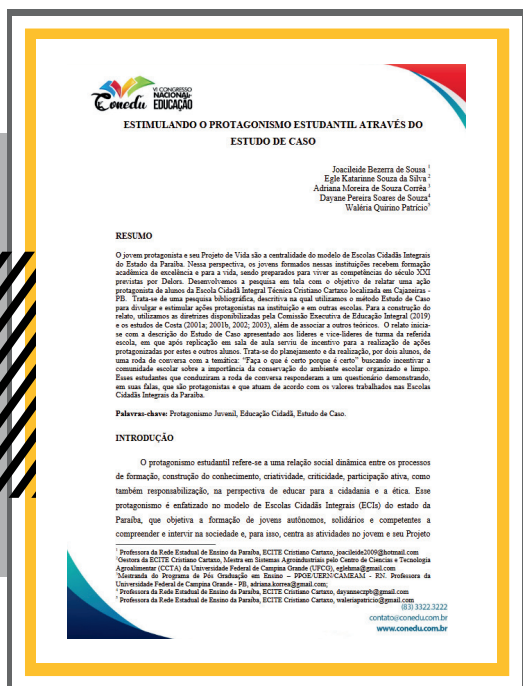 VI CONGRESSO
NACIONAL
Conedu EDUCAÇÃO
ESTIMULANDO O PROTAGONISMO ESTUDANTIL ATRAVÉS DO
ESTUDO DE CASO
Joacileide Bezerra de Sousa 1
Egle Katarinne Souza da Silva 2
Adriana Moreira de Souza Corrêa 3
Dayane Pereira Soares de Souza4
Waléria Quirino Patrício5
RESUMO
O jovem protagonista e seu Projeto de Vida são a centralidade do modelo de Escolas Cidadãs Integrais
do Estado da Paraíba. Nessa perspectiva, os jovens formados nessas instituições recebem formação
acadêmica de excelência e para a vida, sendo preparados para viver as competências do século XXI
previstas por Delors. Desenvolvemos a pesquisa em tela com o objetivo de relatar uma ação
protagonista de alunos da Escola Cidadã Integral Técnica Cristiano Cartaxo localizada em Cajazeiras -
PB. Trata-se de uma pesquisa bibliográfica, descritiva na qual utilizamos o método Estudo de Caso
para divulgar e estimular ações protagonistas na instituição e em outras escolas. Para a construção do
relato, utilizamos as diretrizes disponibilizadas pela Comissão Executiva de Educação Integral (2019)
e os estudos de Costa (2001a; 2001b, 2002; 2003), além de associar a outros teóricos. O relato inicia-
se com a descrição do Estudo de Caso apresentado aos líderes e vice-líderes de turma da referida
escola, em que após replicação em sala de aula serviu de incentivo para a realização de ações
protagonizadas por estes e outros alunos. Trata-se do planejamento e da realização, por dois alunos, de
uma roda de conversa com a temática: “Faça o que é certo porque é certo” buscando incentivar a
comunidade escolar sobre a importância da conservação do ambiente escolar organizado e limpo.
Esses estudantes que conduziram a roda de conversa responderam a um questionário demonstrando,
em suas falas, que são protagonistas e que atuam de acordo com os valores trabalhados nas Escolas
Cidadãs Integrais da Paraíba.
Palavras-chave: Protagonismo Juvenil, Educação Cidadã, Estudo de Caso.
INTRODUÇÃO
O protagonismo estudantil refere-se a uma relação social dinâmica entre os processos
de formação, construção do conhecimento, criatividade, criticidade, participação ativa, como
também responsabilização, na perspectiva de educar para a cidadania e a ética. Esse
protagonismo é enfatizado no modelo de Escolas Cidadãs Integrais (ECIs) do estado da
Paraíba, que objetiva a formação de jovens autônomos, solidários e competentes a
compreender e intervir na sociedade e, para isso, centra as atividades no jovem e seu Projeto
1 Professora da Rede Estadual de Ensino da Paraíba, ECITE Cristiano Cartaxo, joacileide2009@hotmail.com
2Gestora da ECITE Cristiano Cartaxo, Mestra em Sistemas Agroindustriais pelo Centro de Ciencias e Tecnologia
Agroalimentar (CCTA) da Universidade Federal de Campina Grande (UFCG), eglehma@gmail.com
3Mestranda do Programa de Pós Graduação em Ensino – PPGE/UERN/CAMEAM - RN. Professora da
Universidade Federal de Campina Grande - PB, adriana.korrea@gmail.com;
4 Professora da Rede Estadual de Ensino da Paraíba, ECITE Cristiano Cartaxo, dayanneczpb@gmail.com
5 Professora da Rede Estadual de Ensino da Paraíba, ECITE Cristiano Cartaxo, waleriapatricio@gmail.com
(83) 3322.3222
contato@conedu.com.br
www.conedu.com.br